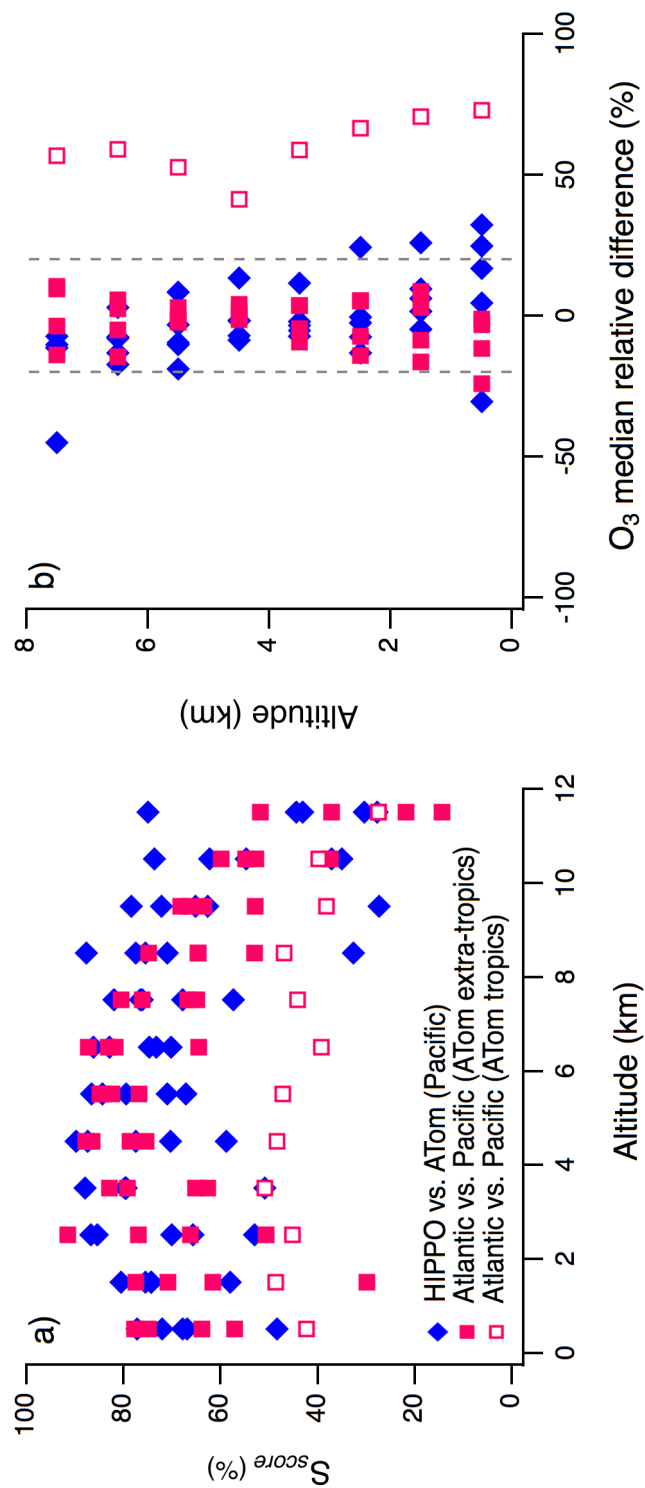 a)
S_score (%)
100
80
60
40
20
0
0
2
4
6
8
10
12
Altitude (km)
HIPPO vs. ATom (Pacific)
Atlantic vs. Pacific (ATom extra-tropics)
Atlantic vs. Pacific (ATom tropics)
b)
Altitude (km)
8
6
4
2
0
-100
-50
0
50
100
O₃ median relative difference (%)